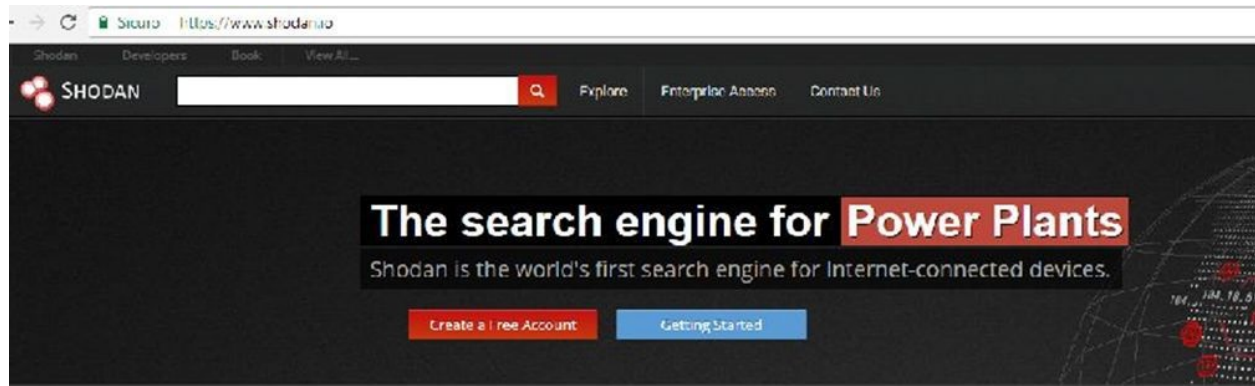 Sicuro https://www.shodan.io
Shodan Developers Book View All...
SHODAN Explore Enterprise Access Contact Us
The search engine for Power Plants
Shodan is the world's first search engine for Internet-connected devices.
Create a Free Account Getting Started